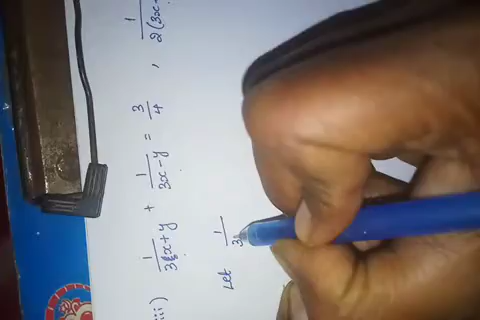 iii) 1/(3x+y) + 1/(3x-y) = 3/4 , 1/2(3x-
Let 1/3